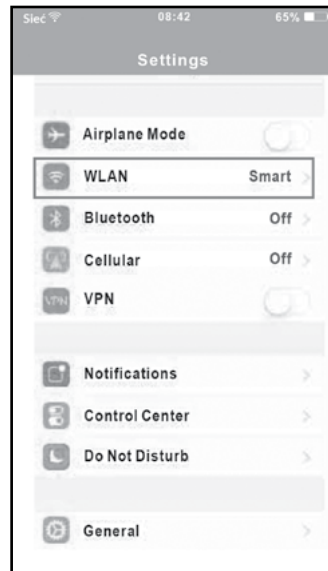 Sieć 08:42 65%
Settings
Airplane Mode
WLAN Smart
Bluetooth Off
Cellular Off
VPN VPN
Notifications
Control Center
Do Not Disturb
General